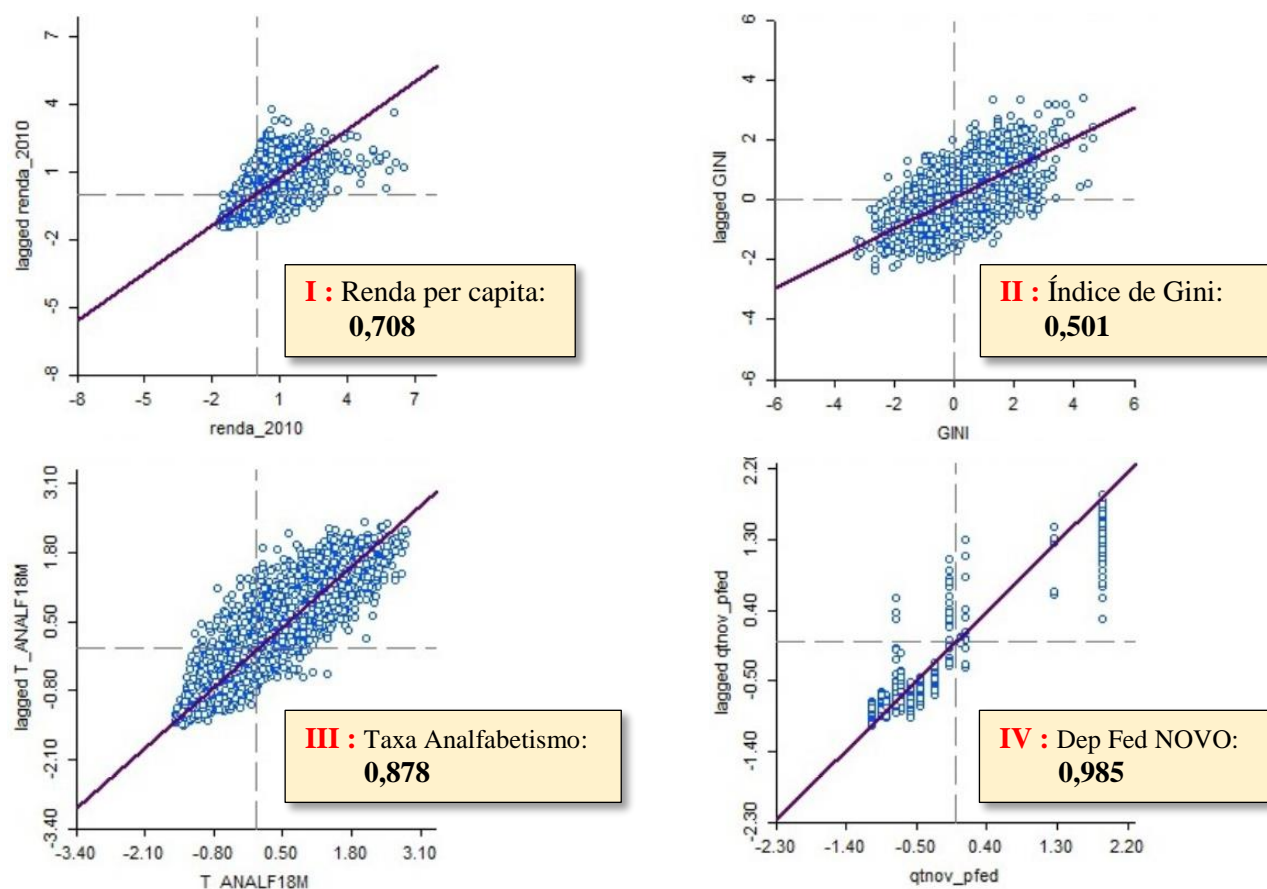 7
4
1
-2
-5
-8
lagged renda_2010
-8 -5 -2 1 4 7
renda_2010
I : Renda per capita:
0,708
6
4
2
0
-2
-4
-6
lagged GINI
-6 -4 -2 0 2 4 6
GINI
II : Índice de Gini:
0,501
3.10
1.80
0.50
-0.80
-2.10
-3.40
lagged T_ANALF18M
-3.40 -2.10 -0.80 0.50 1.80 3.10
T_ANALF18M
III : Taxa Analfabetismo:
0,878
2.20
1.30
0.40
-0.50
-1.40
-2.30
lagged qtnov_pfed
-2.30 -1.40 -0.50 0.40 1.30 2.20
qtnov_pfed
IV : Dep Fed NOVO:
0,985